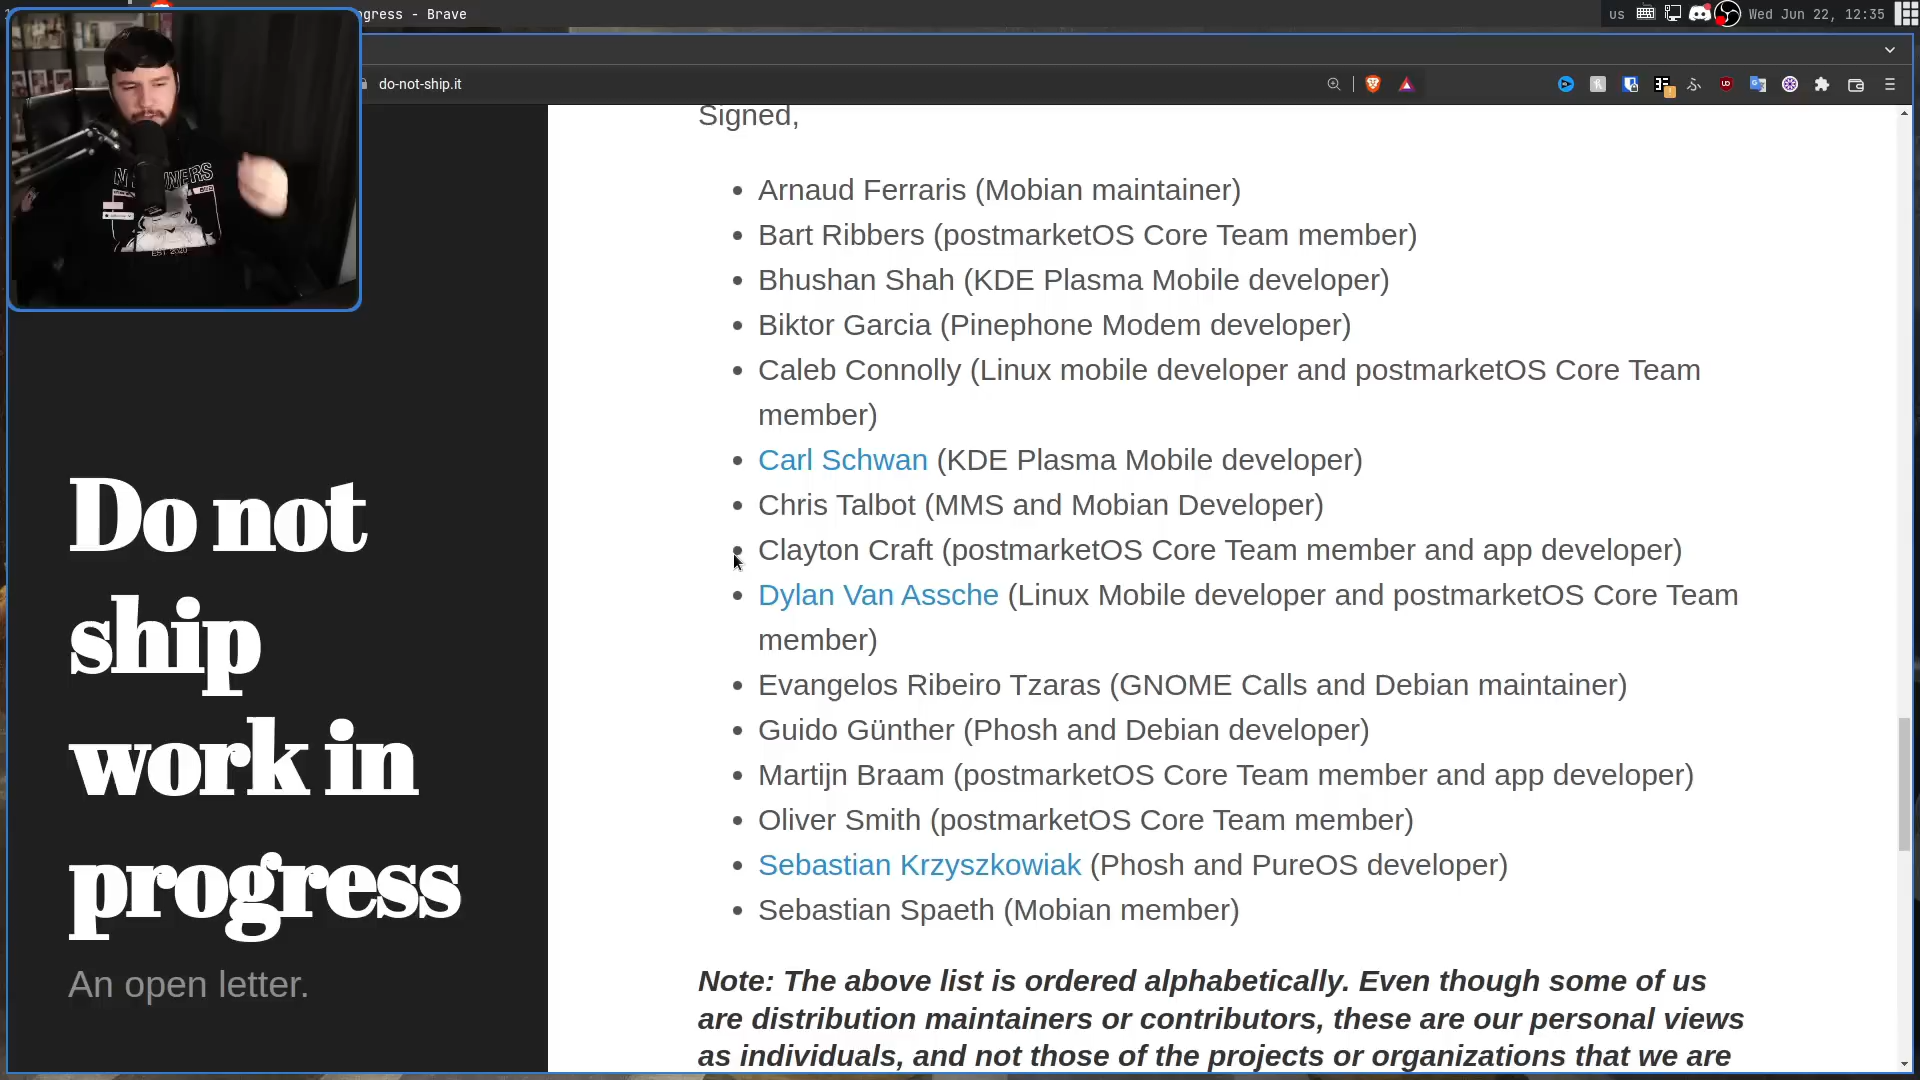 ogress - Brave
us
Wed Jun 22, 12:35
do-not-ship.it
Signed,
• Arnaud Ferraris (Mobian maintainer)
• Bart Ribbers (postmarketOS Core Team member)
• Bhushan Shah (KDE Plasma Mobile developer)
• Biktor Garcia (Pinephone Modem developer)
• Caleb Connolly (Linux mobile developer and postmarketOS Core Team
member)
• Carl Schwan (KDE Plasma Mobile developer)
• Chris Talbot (MMS and Mobian Developer)
• Clayton Craft (postmarketOS Core Team member and app developer)
• Dylan Van Assche (Linux Mobile developer and postmarketOS Core Team
member)
• Evangelos Ribeiro Tzaras (GNOME Calls and Debian maintainer)
• Guido Günther (Phosh and Debian developer)
• Martijn Braam (postmarketOS Core Team member and app developer)
• Oliver Smith (postmarketOS Core Team member)
• Sebastian Krzyszkowiak (Phosh and PureOS developer)
• Sebastian Spaeth (Mobian member)
Note: The above list is ordered alphabetically. Even though some of us
are distribution maintainers or contributors, these are our personal views
as individuals, and not those of the projects or organizations that we are
Do not
ship
work in
progress
An open letter.